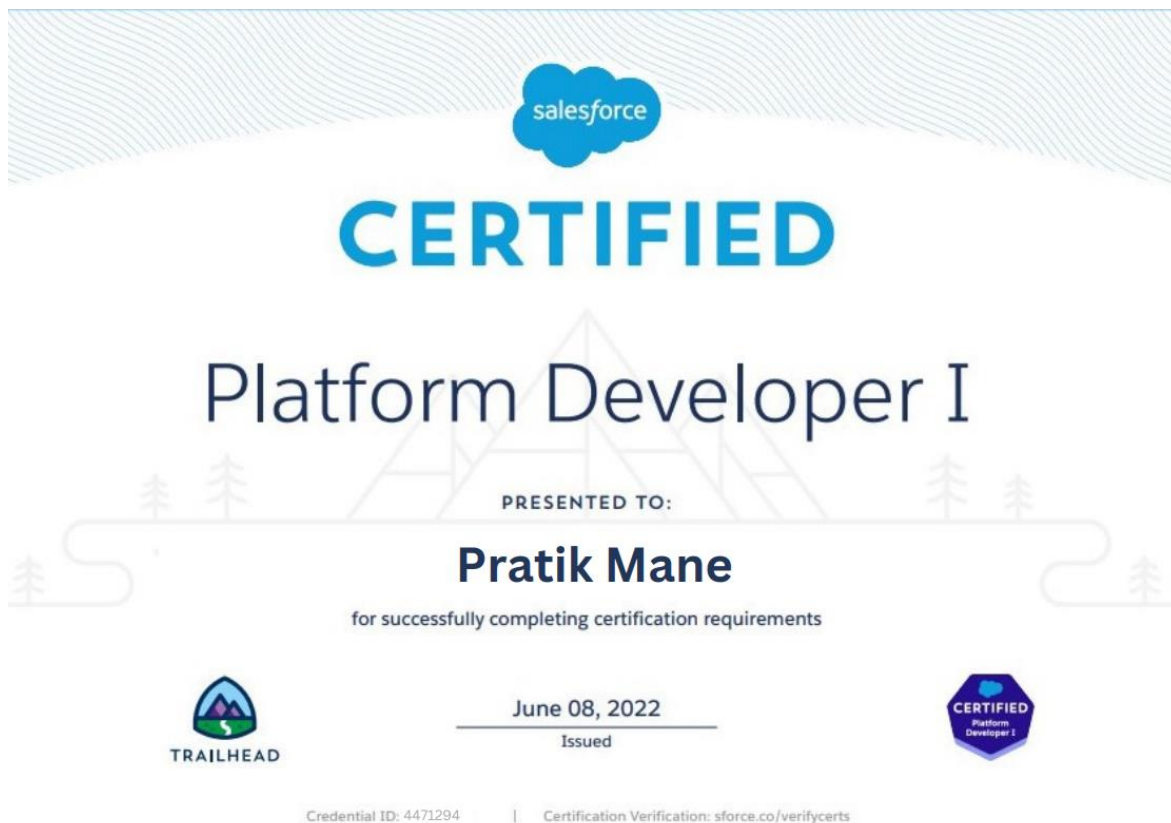 salesforce
CERTIFIED
Platform Developer I
PRESENTED TO:
Pratik Mane
for successfully completing certification requirements
June 08, 2022
Issued
TRAILHEAD
CERTIFIED
Platform
Developer I
Credential ID: 4471294 | Certification Verification: sforce.co/verifycerts